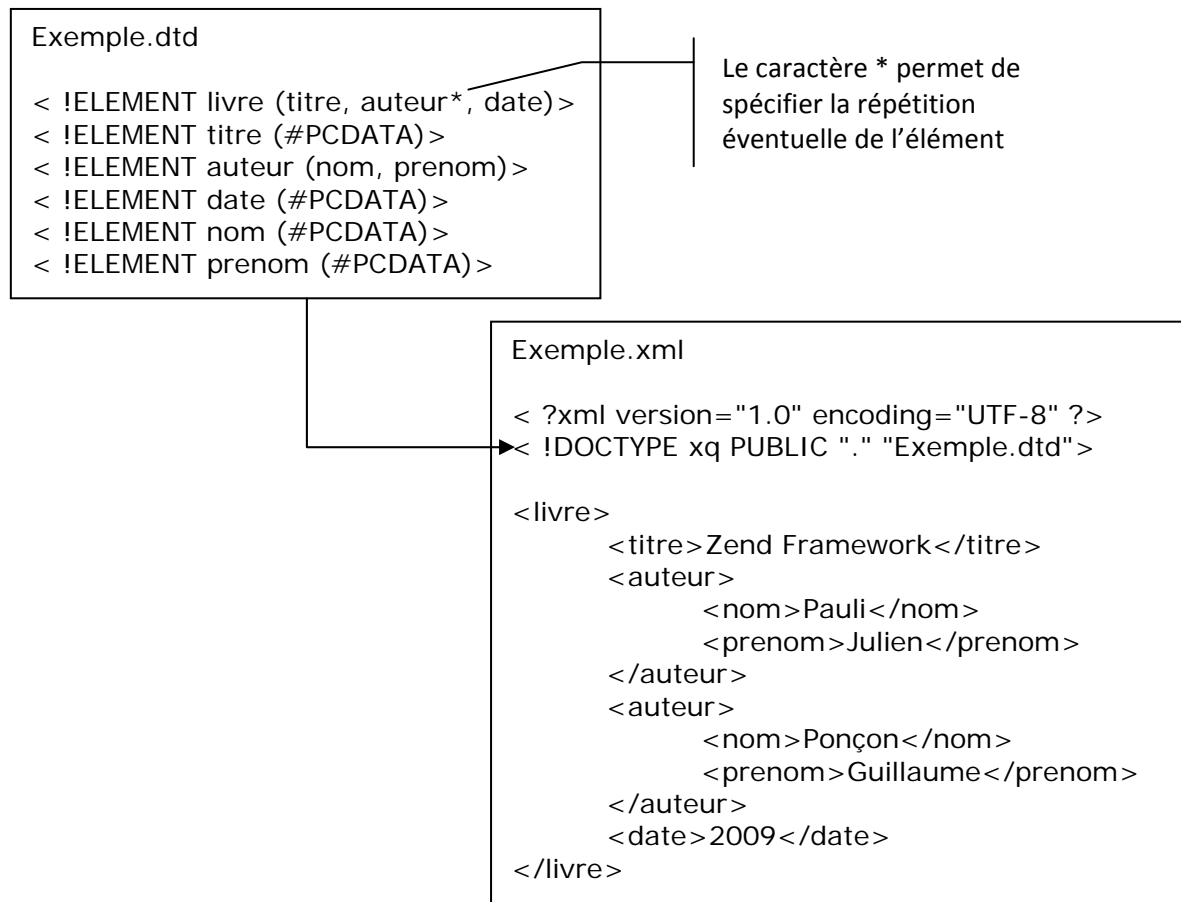 Exemple.dtd
< !ELEMENT livre (titre, auteur*, date)>
< !ELEMENT titre (#PCDATA)>
< !ELEMENT auteur (nom, prenom)>
< !ELEMENT date (#PCDATA)>
< !ELEMENT nom (#PCDATA)>
< !ELEMENT prenom (#PCDATA)>
Le caractère * permet de
spécifier la répétition
éventuelle de l’élément
Exemple.xml
< ?xml version="1.0" encoding="UTF-8" ?>
< !DOCTYPE xq PUBLIC "." "Exemple.dtd">
<livre>
<titre>Zend Framework</titre>
<auteur>
<nom>Pauli</nom>
<prenom>Julien</prenom>
</auteur>
<auteur>
<nom>Ponçon</nom>
<prenom>Guillaume</prenom>
</auteur>
<date>2009</date>
</livre>